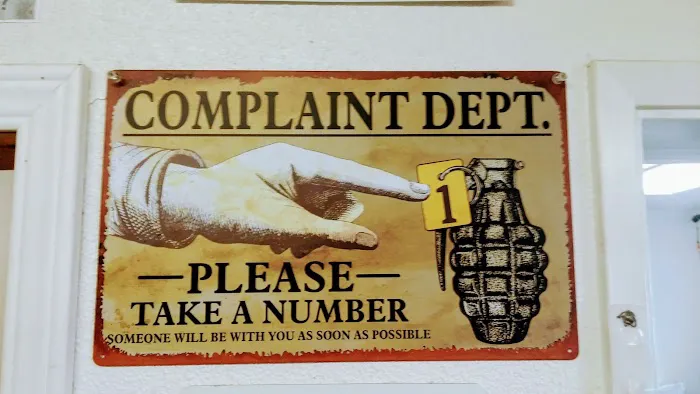 COMPLAINT DEPT.
1
—PLEASE—
TAKE A NUMBER
SOMEONE WILL BE WITH YOU AS SOON AS POSSIBLE